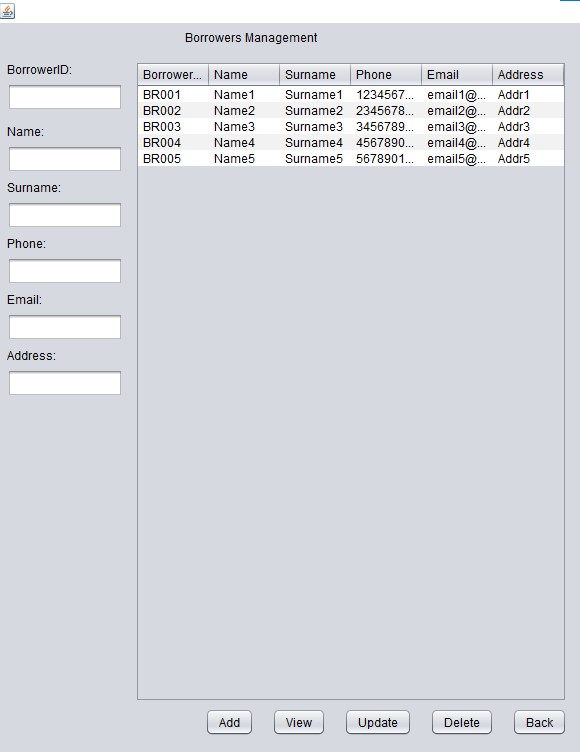 Borrowers Management
BorrowerID:
Name:
Surname:
Phone:
Email:
Address:
Borrower... Name Surname Phone Email Address
BR001 Name1 Surname1 1234567... email1@... Addr1
BR002 Name2 Surname2 2345678... email2@... Addr2
BR003 Name3 Surname3 3456789... email3@... Addr3
BR004 Name4 Surname4 4567890... email4@... Addr4
BR005 Name5 Surname5 5678901... email5@... Addr5
Add View Update Delete Back